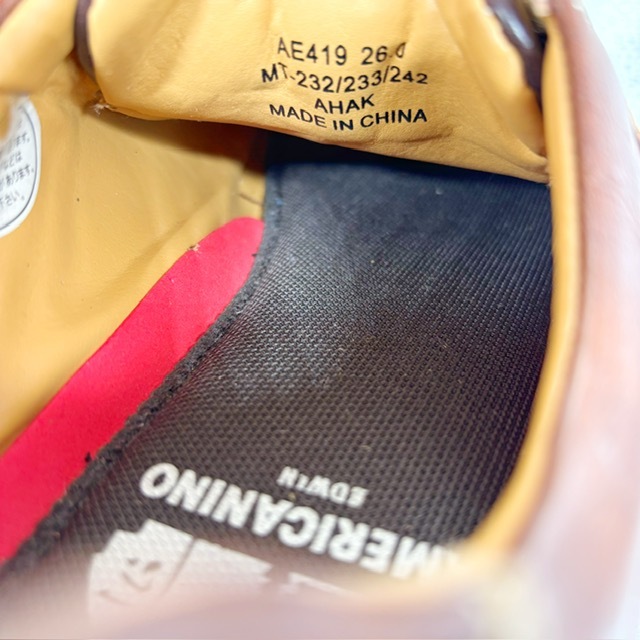 AE419 26.0
MT-232/233/242
AHAK
MADE IN CHINA
AMERICANINO
EDWIN